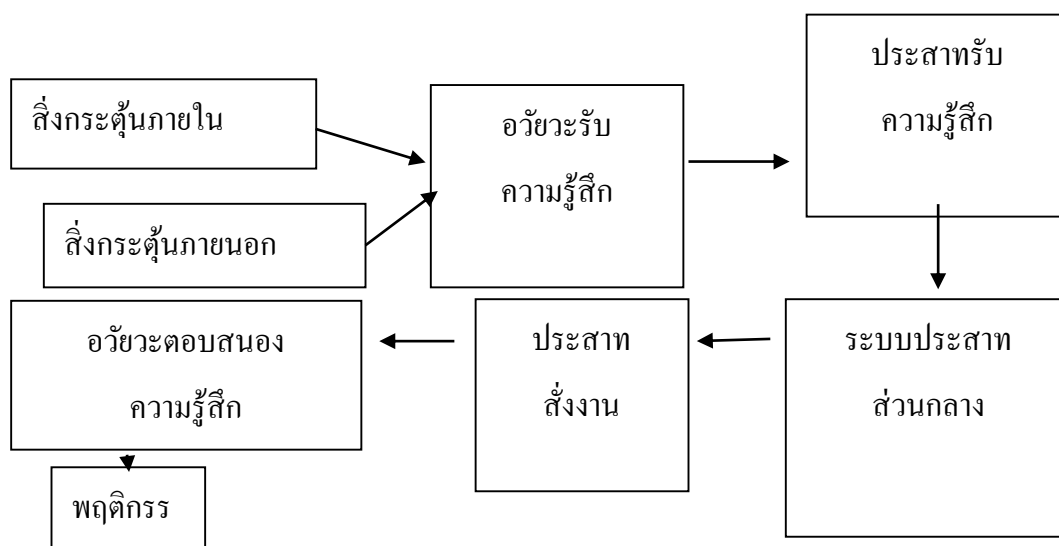 สิ่งกระตุ้นภายใน
สิ่งกระตุ้นภายนอก
อวัยวะรับ
ความรู้สึก
ประสาทรับ
ความรู้สึก
ระบบประสาท
ส่วนกลาง
ประสาท
สั่งงาน
อวัยวะตอบสนอง
ความรู้สึก
พฤติกรร